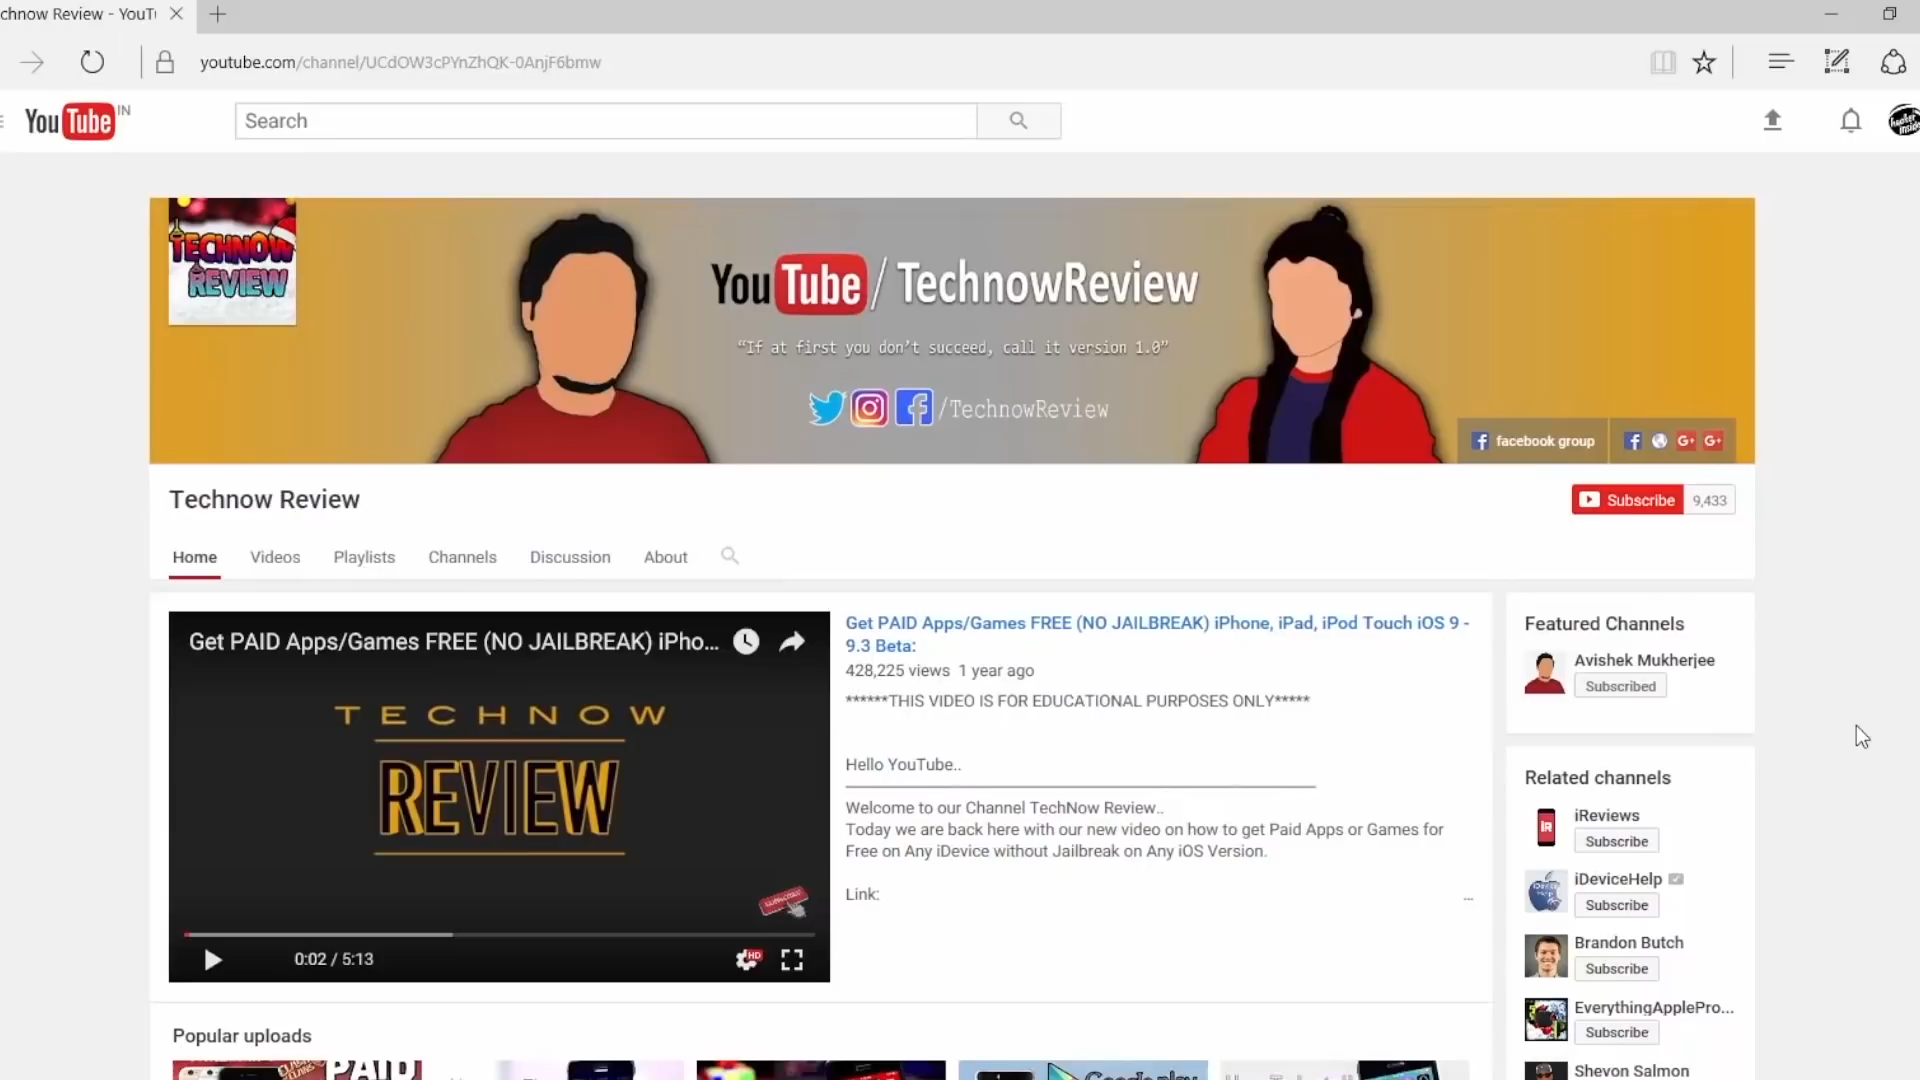 chnow Review - YouT
youtube.com/channel/UCdOW3cPYnZhQK-0AnjF6bmw
YouTube IN
Search
TECHNOW
REVIEW
YouTube / TechnowReview
“If at first you don’t succeed, call it version 1.0”
/TechnowReview
facebook group
Technow Review
Subscribe 9,433
Home Videos Playlists Channels Discussion About
Get PAID Apps/Games FREE (NO JAILBREAK) iPho...
TECHNOW
REVIEW
0:02 / 5:13
HD
Get PAID Apps/Games FREE (NO JAILBREAK) iPhone, iPad, iPod Touch iOS 9 -
9.3 Beta:
428,225 views 1 year ago
******THIS VIDEO IS FOR EDUCATIONAL PURPOSES ONLY*****
Hello YouTube..
Welcome to our Channel TechNow Review..
Today we are back here with our new video on how to get Paid Apps or Games for
Free on Any iDevice without Jailbreak on Any iOS Version.
Link:
...
Featured Channels
Avishek Mukherjee
Subscribed
Related channels
iReviews
Subscribe
iDeviceHelp
Subscribe
Brandon Butch
Subscribe
EverythingApplePro...
Subscribe
Shevon Salmon
Popular uploads
PAID
Google play